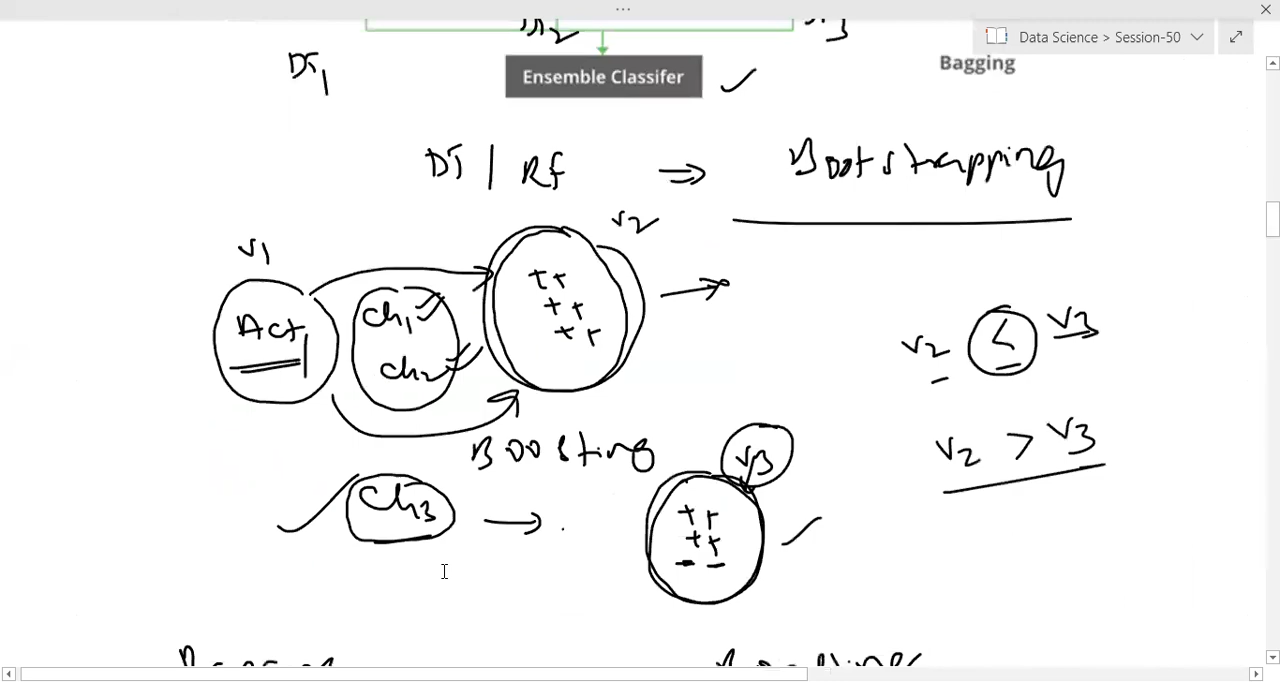 Data Science > Session-50
DT1
Ensemble Classifer
Bagging
DT | RF ⇒ Bootstrapping
V1
V2
Act1
Ch1
Ch2
++
++
++
V2 < V3
V2 > V3
Boosting
V3
Ch3
++
++
- -